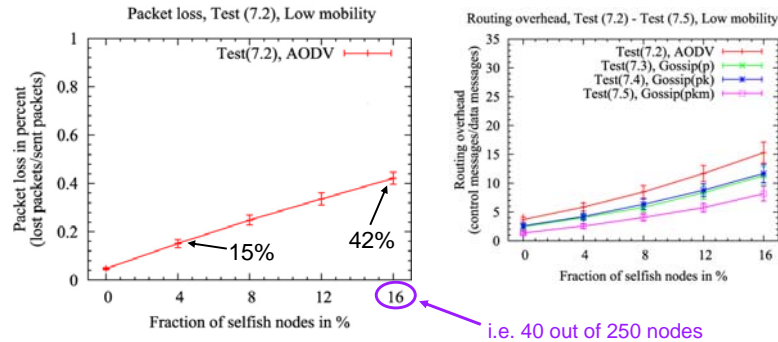 Packet loss, Test (7.2), Low mobility
Test(7.2), AODV
Packet loss in percent
(lost packets/sent packets)
1
0.8
0.6
0.4
0.2
0
15%
42%
0 4 8 12 16
Fraction of selfish nodes in %
Routing overhead, Test (7.2) - Test (7.5), Low mobility
Test(7.2), AODV
Test(7.3), Gossip(p)
Test(7.4), Gossip(pk)
Test(7.5), Gossip(pkm)
Routing overhead
(control messages/data messages)
35
30
25
20
15
10
5
0
0 4 8 12 16
Fraction of selfish nodes in %
i.e. 40 out of 250 nodes